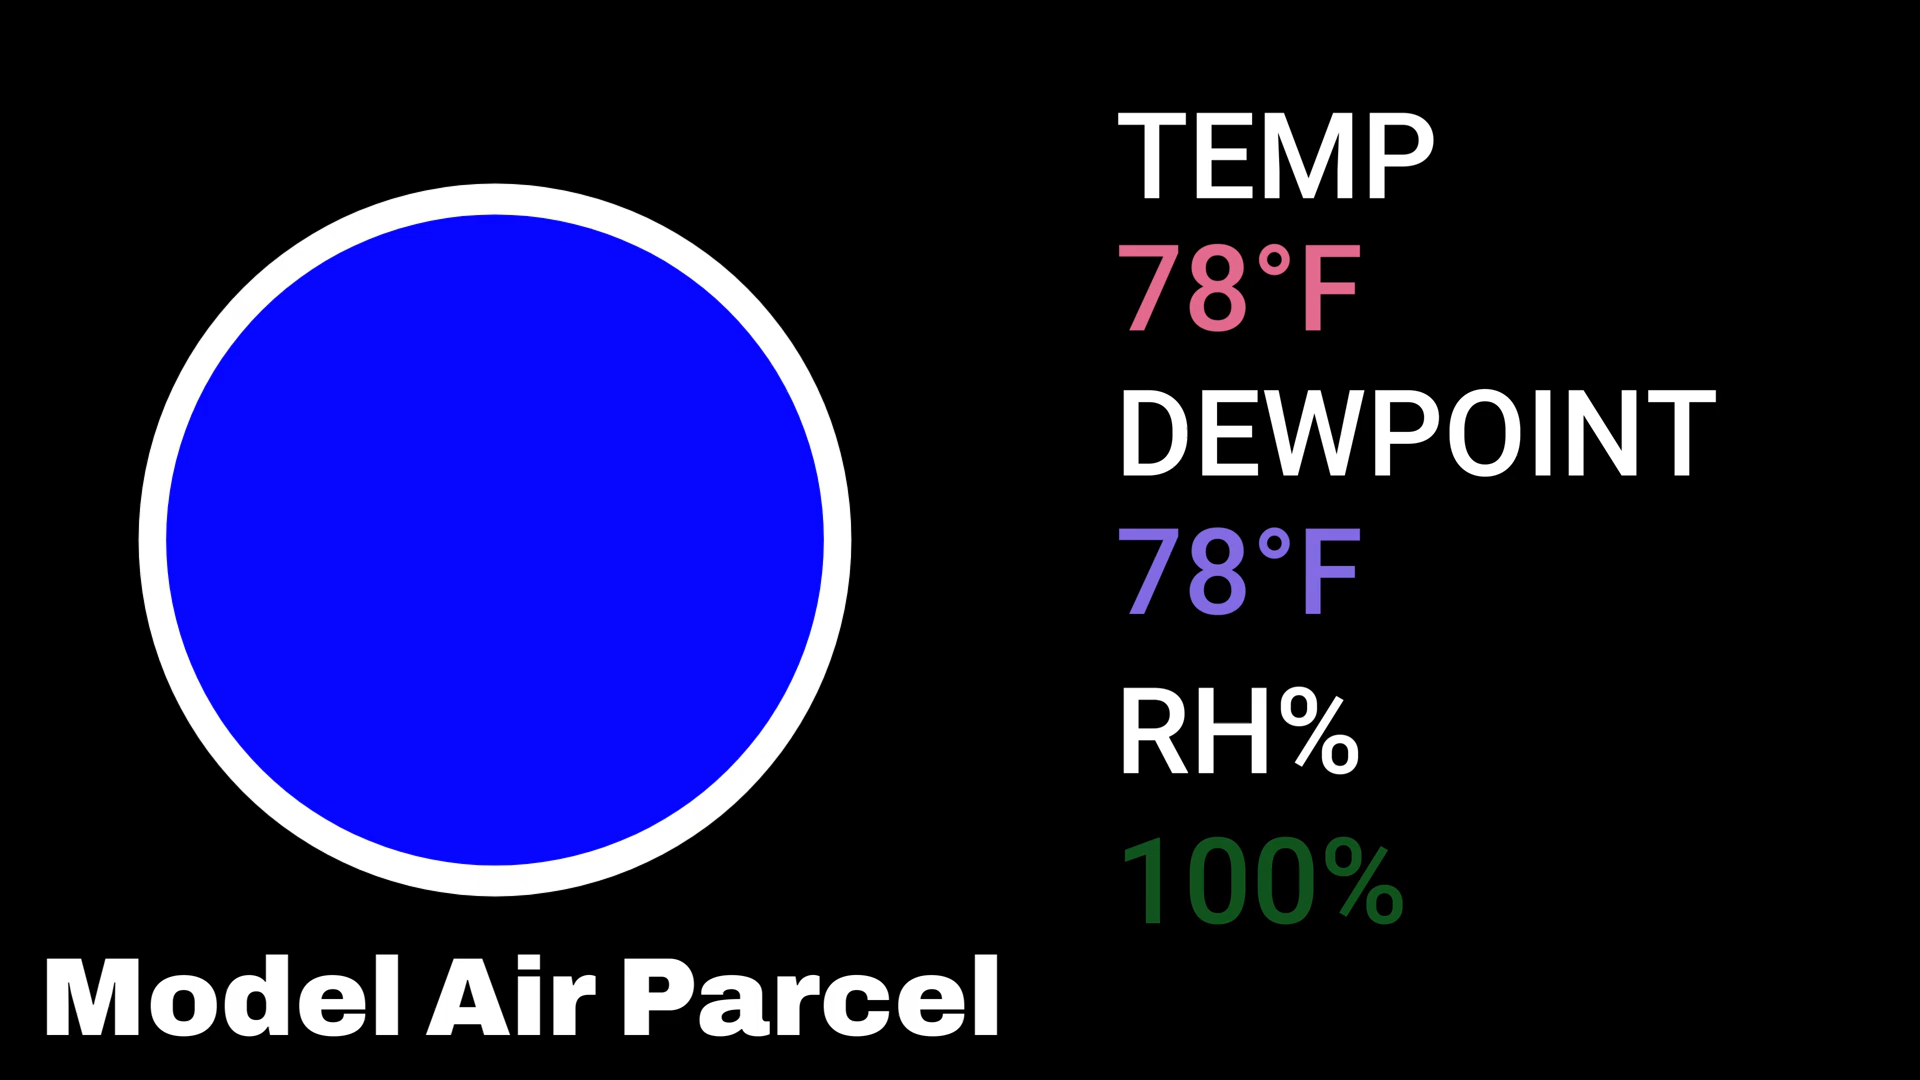 TEMP
78°F
DEWPOINT
78°F
RH%
100%
Model Air Parcel